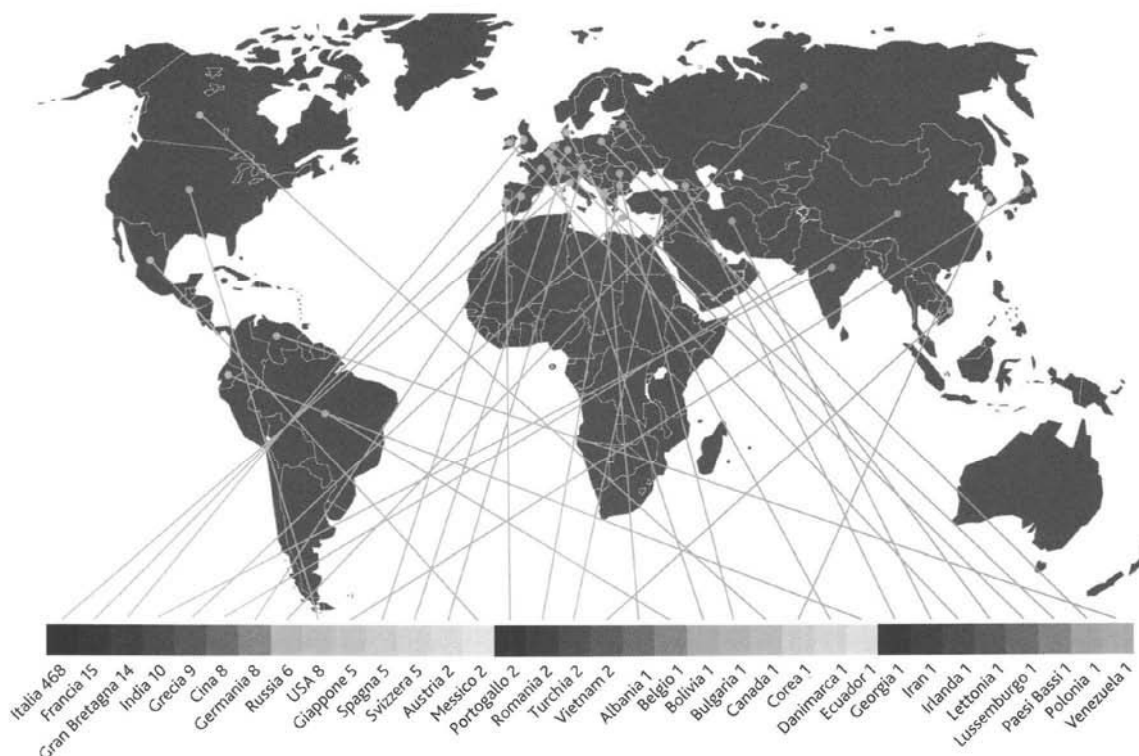 Italia 468
Francia 15
Gran Bretagna 14
India 10
Grecia 9
Cina 8
Germania 8
Russia 6
USA 8
Giappone 5
Spagna 5
Svizzera 5
Austria 2
Messico 2
Portogallo 2
Romania 2
Turchia 2
Vietnam 2
Albania 1
Belgio 1
Bolivia 1
Bulgaria 1
Canada 1
Corea 1
Danimarca 1
Ecuador 1
Georgia 1
Iran 1
Irlanda 1
Lettonia 1
Lussemburgo 1
Paesi Bassi 1
Polonia 1
Venezuela 1